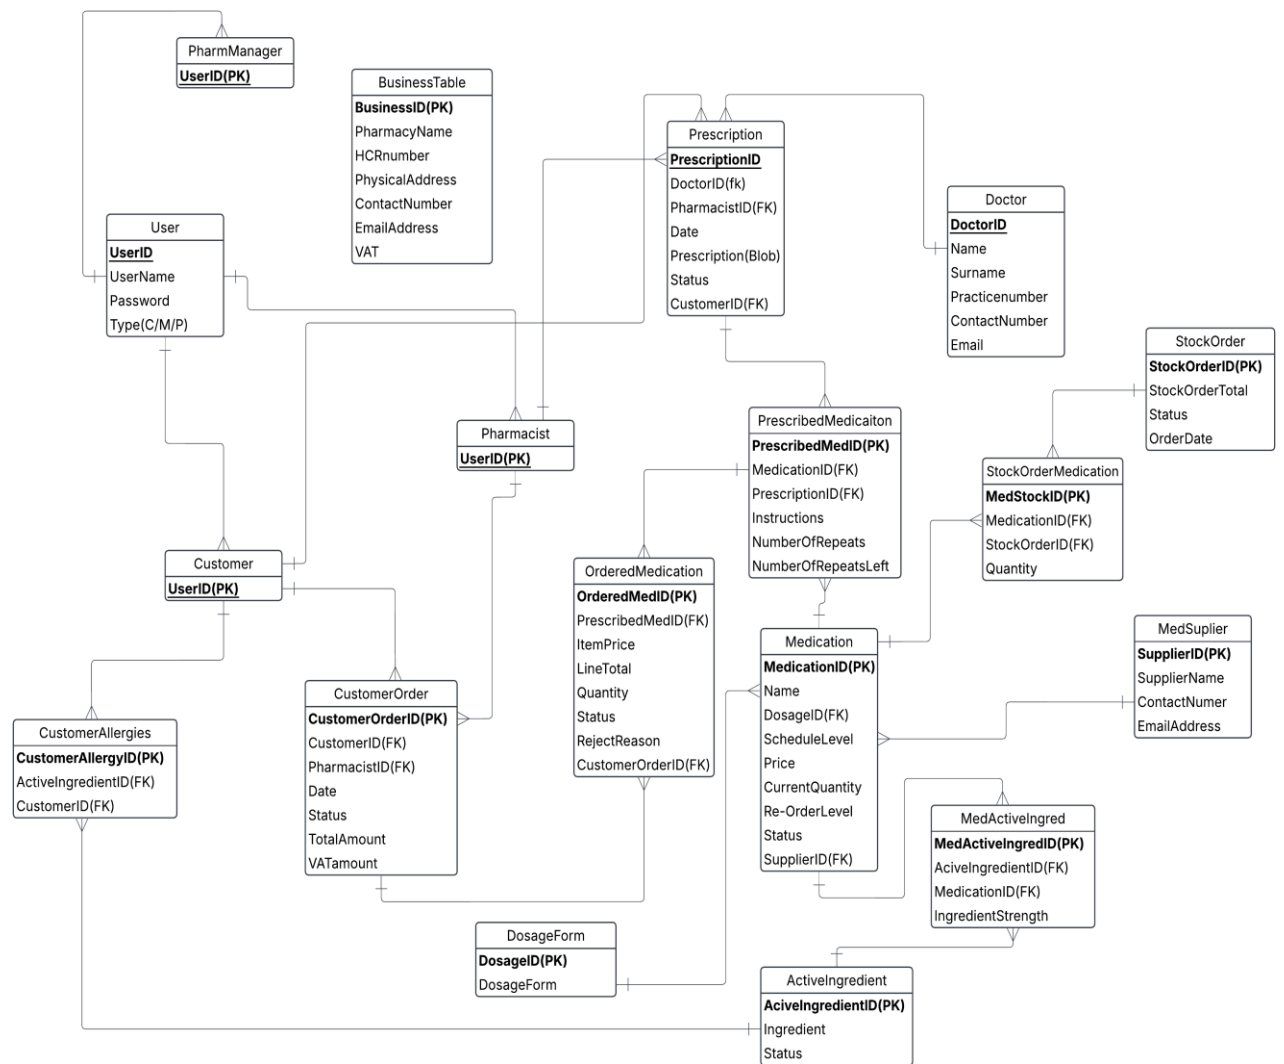 PharmManager
UserID(PK)
BusinessTable
BusinessID(PK)
PharmacyName
HCRnumber
PhysicalAddress
ContactNumber
EmailAddress
VAT
Prescription
PrescriptionID
DoctorID(fk)
PharmacistID(FK)
Date
Prescription(Blob)
Status
CustomerID(FK)
Doctor
DoctorID
Name
Surname
Practicenumber
ContactNumber
Email
User
UserID
UserName
Password
Type(C/M/P)
StockOrder
StockOrderID(PK)
StockOrderTotal
Status
OrderDate
Pharmacist
UserID(PK)
PrescribedMedicaiton
PrescribedMedID(PK)
MedicationID(FK)
PrescriptionID(FK)
Instructions
NumberOfRepeats
NumberOfRepeatsLeft
StockOrderMedication
MedStockID(PK)
MedicationID(FK)
StockOrderID(FK)
Quantity
Customer
UserID(PK)
OrderedMedication
OrderedMedID(PK)
PrescribedMedID(FK)
ItemPrice
LineTotal
Quantity
Status
RejectReason
CustomerOrderID(FK)
Medication
MedicationID(PK)
Name
DosageID(FK)
ScheduleLevel
Price
CurrentQuantity
Re-OrderLevel
Status
SupplierID(FK)
MedSuplier
SupplierID(PK)
SupplierName
ContactNumer
EmailAddress
CustomerAllergies
CustomerAllergyID(PK)
ActiveIngredientID(FK)
CustomerID(FK)
CustomerOrder
CustomerOrderID(PK)
CustomerID(FK)
PharmacistID(FK)
Date
Status
TotalAmount
VATamount
MedActiveIngred
MedActiveIngredID(PK)
AciveIngredientID(FK)
MedicationID(FK)
IngredientStrength
DosageForm
DosageID(PK)
DosageForm
ActiveIngredient
AciveIngredientID(PK)
Ingredient
Status